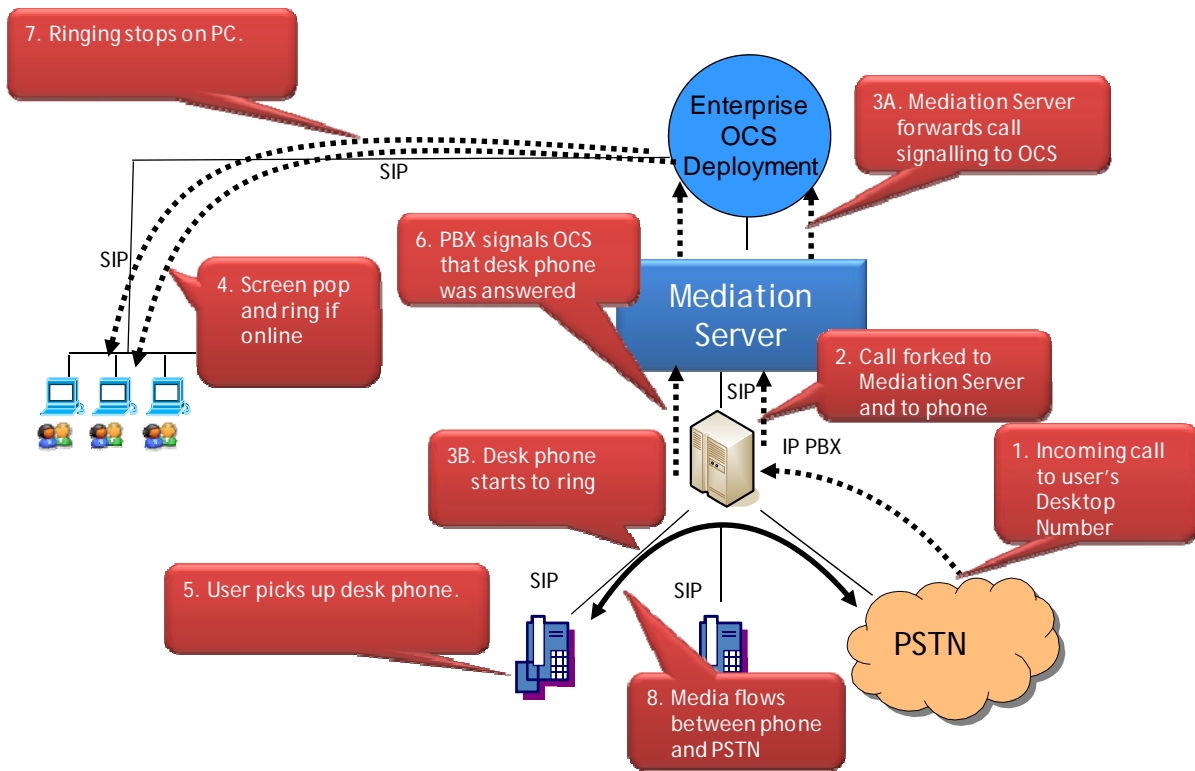 7. Ringing stops on PC.
Enterprise
OCS
Deployment
3A. Mediation Server
forwards call
signalling to OCS
SIP
SIP
4. Screen pop
and ring if
online
6. PBX signals OCS
that desk phone
was answered
Mediation
Server
2. Call forked to
Mediation Server
and to phone
SIP
IP PBX
3B. Desk phone
starts to ring
1. Incoming call
to user's
Desktop
Number
5. User picks up desk phone.
SIP
SIP
PSTN
8. Media flows
between phone
and PSTN